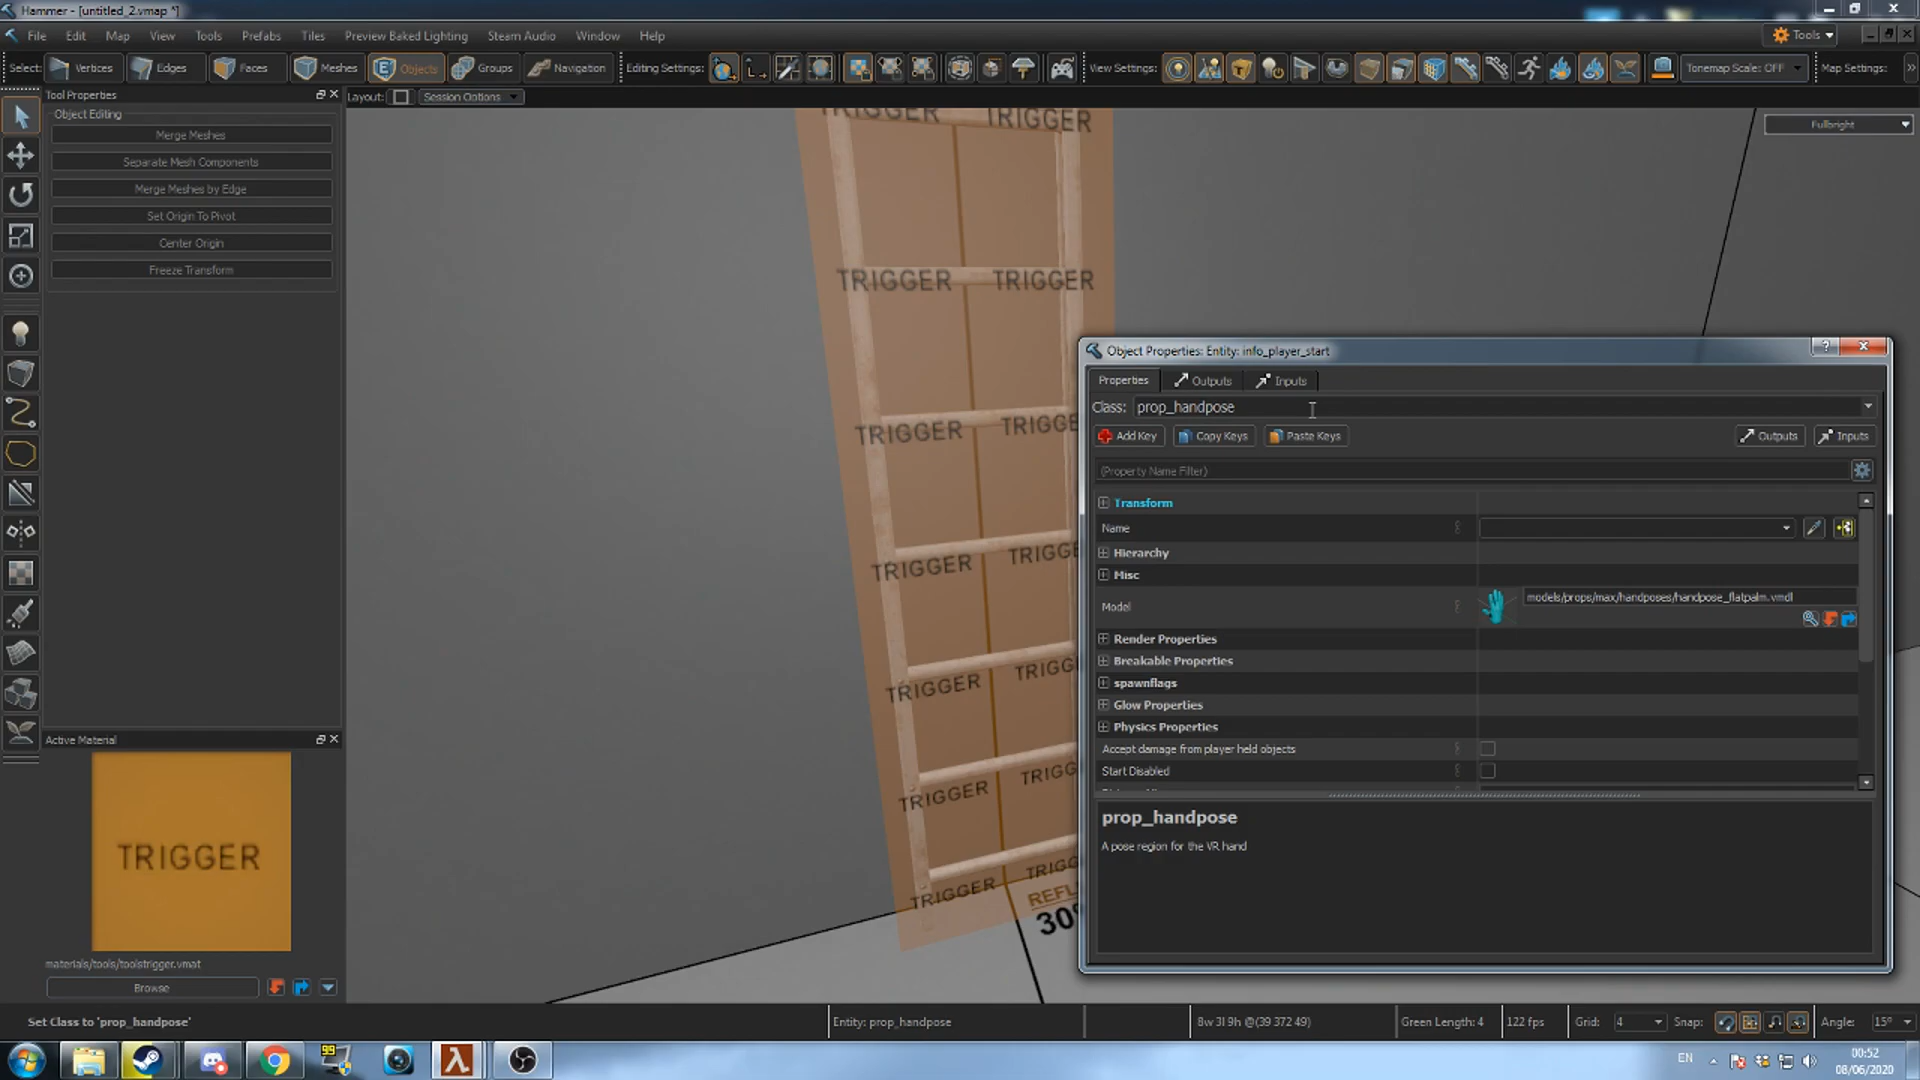 Hammer - [untitled_2.vmap *]
File Edit Map View Tools Prefabs Tiles Preview Baked Lighting Steam Audio Window Help
Tools
Select: Vertices Edges Faces Meshes Objects Groups Navigation Editing Settings: View Settings: Tonemap Scale: OFF Map Settings:
Tool Properties
Layout: Session Options
Object Editing
Merge Meshes
Separate Mesh Components
Merge Meshes by Edge
Set Origin To Pivot
Center Origin
Freeze Transform
Fullbright
TRIGGER TRIGGER
TRIGGER TRIGGER
TRIGGER
TRIGGER
TRIGGER
TRIGGER
TRIGGER
Object Properties: Entity: info_player_start
Properties Outputs Inputs
Class: prop_handpose
Add Key Copy Keys Paste Keys Outputs Inputs
(Property Name Filter)
Transform
Name
Hierarchy
Misc
Model models/props/max/handposes/handpose_flatpalm.vmdl
Render Properties
Breakable Properties
spawnflags
Glow Properties
Physics Properties
Accept damage from player held objects
Start Disabled
prop_handpose
A pose region for the VR hand
Active Material
TRIGGER
materials/tools/toolstrigger.vmat
Browse
Set Class to 'prop_handpose' Entity: prop_handpose 8w 3l 9h @(39 372 49) Green Length: 4 122 fps Grid: 4 Snap: Angle: 15°
99
EN
00:52
08/06/2020